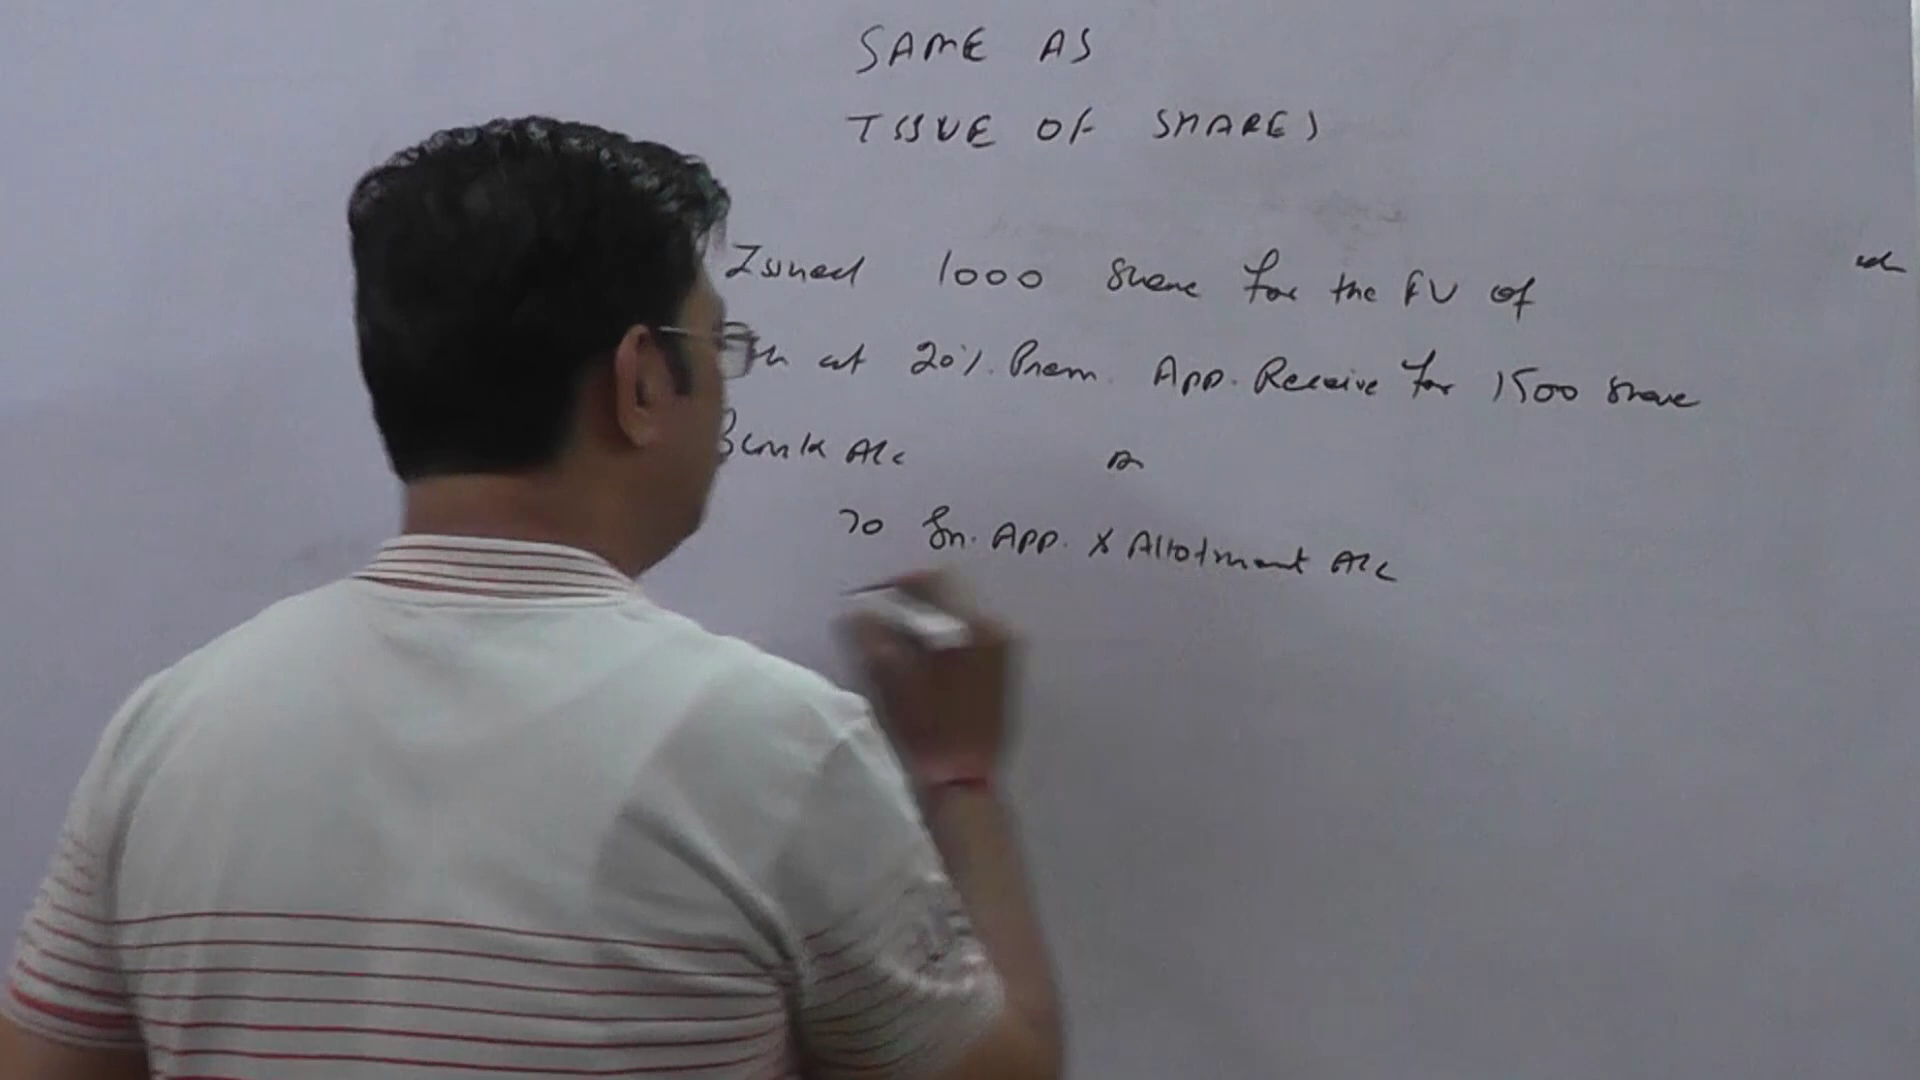 SAME AS
ISSUE OF SHARES
Issued 1000 Share for the FV of
at 20% Prem. App. Receive for 1500 Share
Bank A/c Dr
To Sh. App. & Allotment A/c